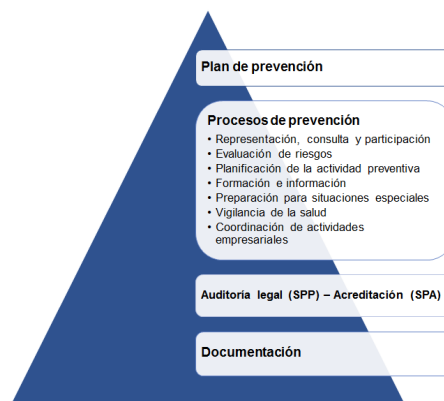 Plan de prevención
Procesos de prevención
• Representación, consulta y participación
• Evaluación de riesgos
• Planificación de la actividad preventiva
• Formación e información
• Preparación para situaciones especiales
• Vigilancia de la salud
• Coordinación de actividades
empresariales
Auditoría legal (SPP) – Acreditación (SPA)
Documentación